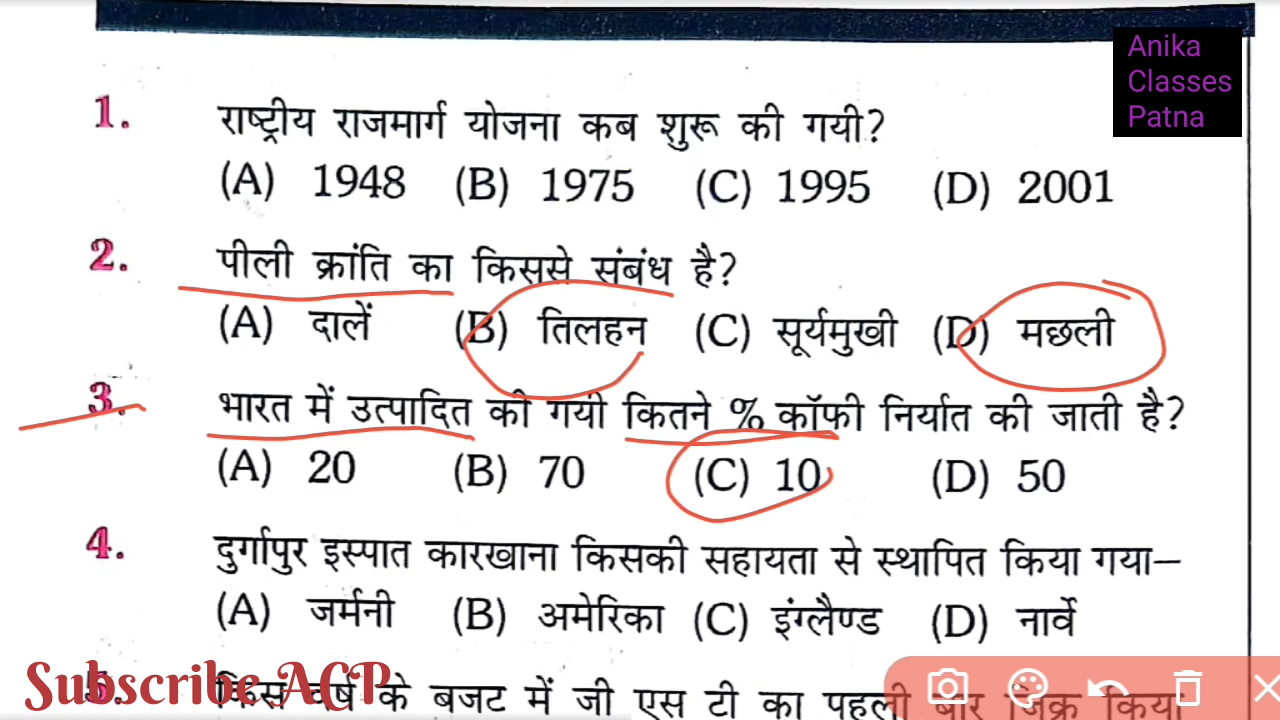 Anika
Classes
Patna
1. राष्ट्रीय राजमार्ग योजना कब शुरू की गयी?
(A) 1948 (B) 1975 (C) 1995 (D) 2001
2. पीली क्रांति का किससे संबंध है?
(A) दालें (B) तिलहन (C) सूर्यमुखी (D) मछली
3. भारत में उत्पादित की गयी कितने % कॉफी निर्यात की जाती है?
(A) 20 (B) 70 (C) 10 (D) 50
4. दुर्गापुर इस्पात कारखाना किसकी सहायता से स्थापित किया गया–
(A) जर्मनी (B) अमेरिका (C) इंग्लैण्ड (D) नार्वे
5. किस वर्ष के बजट में जी एस टी का पहली बार जिक्र किया
Subscribe ACP